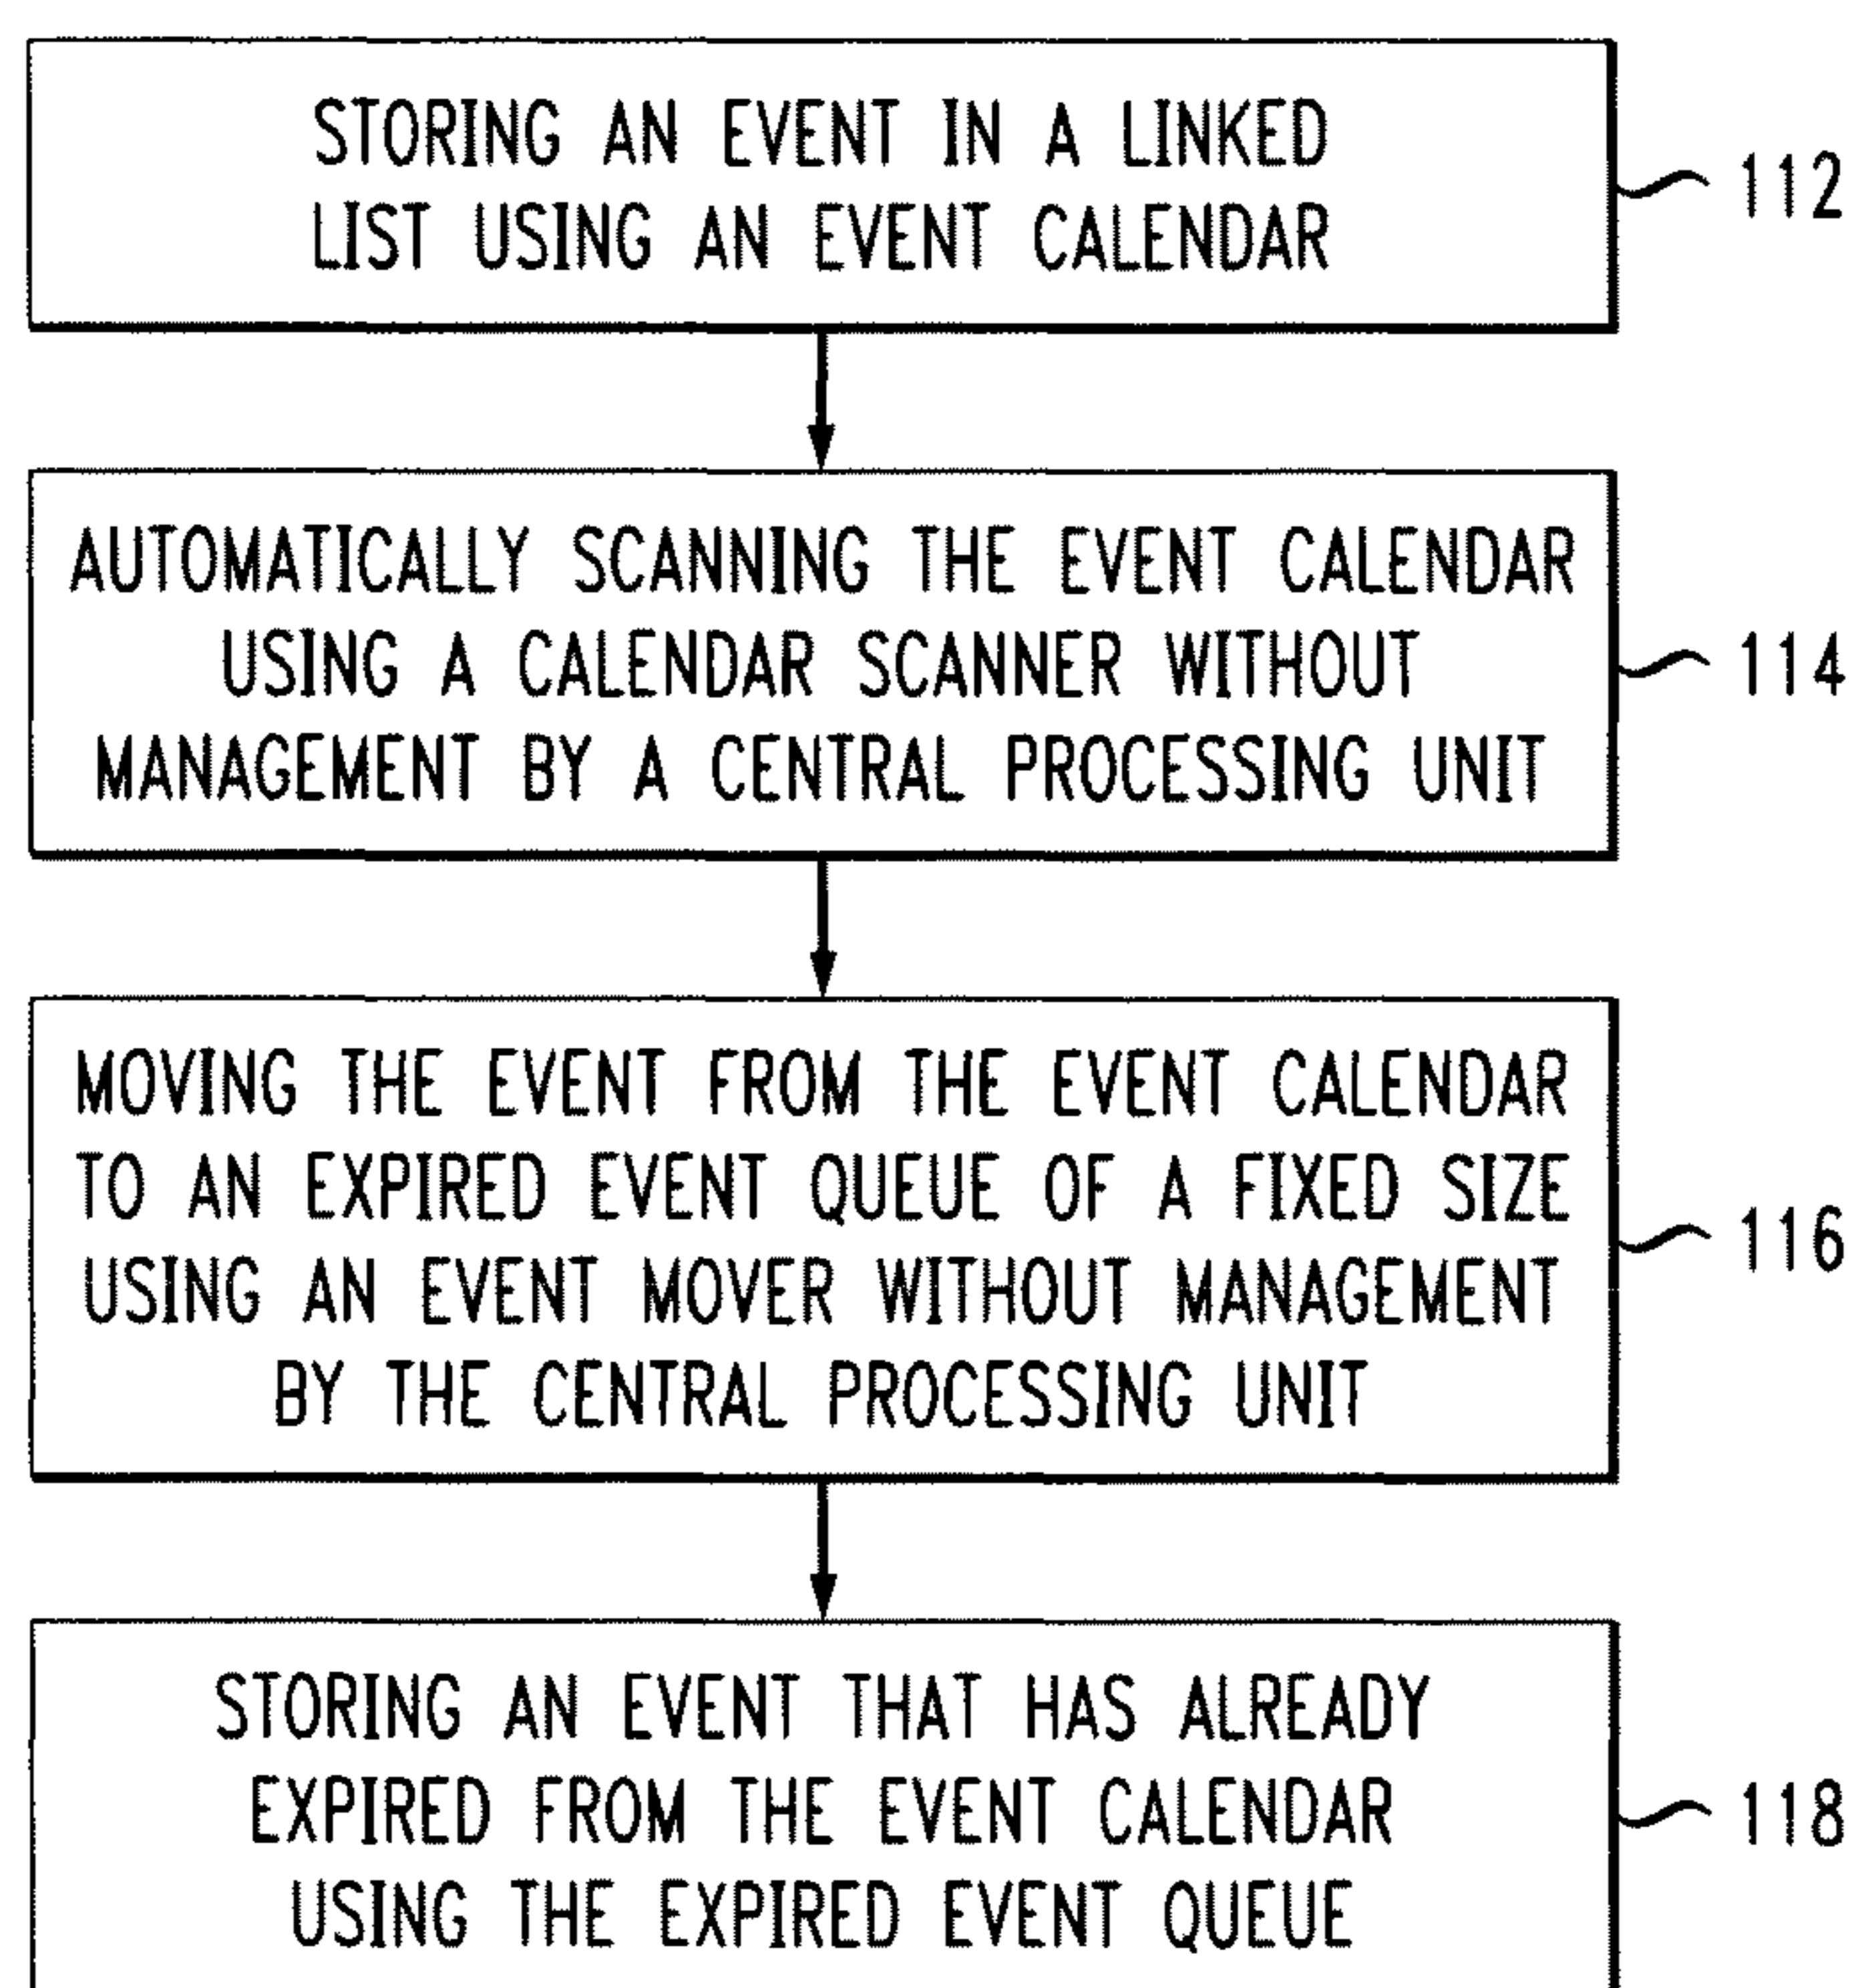 STORING AN EVENT IN A LINKED
LIST USING AN EVENT CALENDAR
112
AUTOMATICALLY SCANNING THE EVENT CALENDAR
USING A CALENDAR SCANNER WITHOUT
MANAGEMENT BY A CENTRAL PROCESSING UNIT
114
MOVING THE EVENT FROM THE EVENT CALENDAR
TO AN EXPIRED EVENT QUEUE OF A FIXED SIZE
USING AN EVENT MOVER WITHOUT MANAGEMENT
BY THE CENTRAL PROCESSING UNIT
116
STORING AN EVENT THAT HAS ALREADY
EXPIRED FROM THE EVENT CALENDAR
USING THE EXPIRED EVENT QUEUE
118